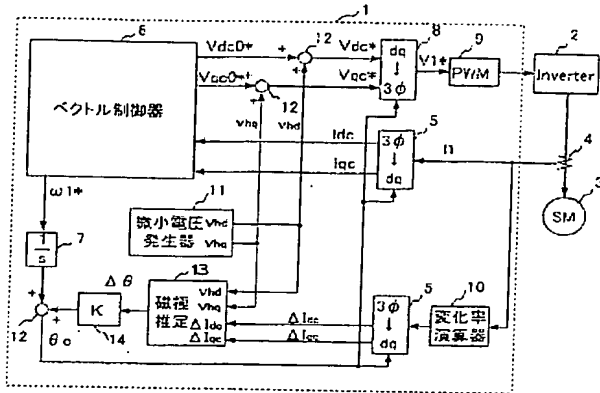 1
6
Vdc0*
+
12
Vdc*
8
9
2
Vqc0*
+
Vqc*
dq
↓
3φ
V1*
PWM
Inverter
ベクトル制御器
12
vhq
vhd
Idc
Iqc
5
3φ
↓
dq
I1
4
3
SM
ω1*
11
微小電圧
発生器
vhd
vhq
1
s
7
Δθ
13
磁極
推定
vhd
vhq
ΔIdc
ΔIqc
ΔIdc
ΔIqc
5
3φ
↓
dq
10
変化率
演算器
+
+
12
K
14
θc